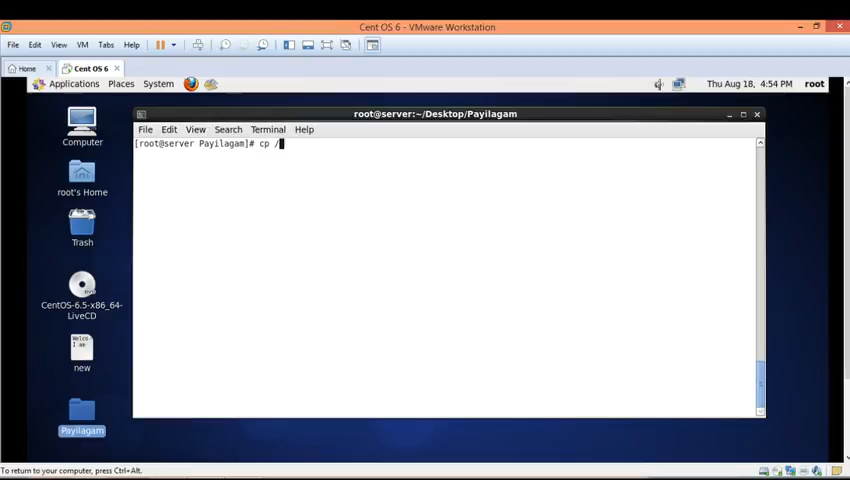 Cent OS 6 - VMware Workstation
File Edit View VM Tabs Help
Home Cent OS 6
Applications Places System Thu Aug 18, 4:54 PM root
root@server:~/Desktop/Payilagam
File Edit View Search Terminal Help
[root@server Payilagam]# cp /
Computer
root's Home
Trash
CentOS-6.5-x86_64-
LiveCD
Welco
I am
new
Payilagam
To return to your computer, press Ctrl+Alt.